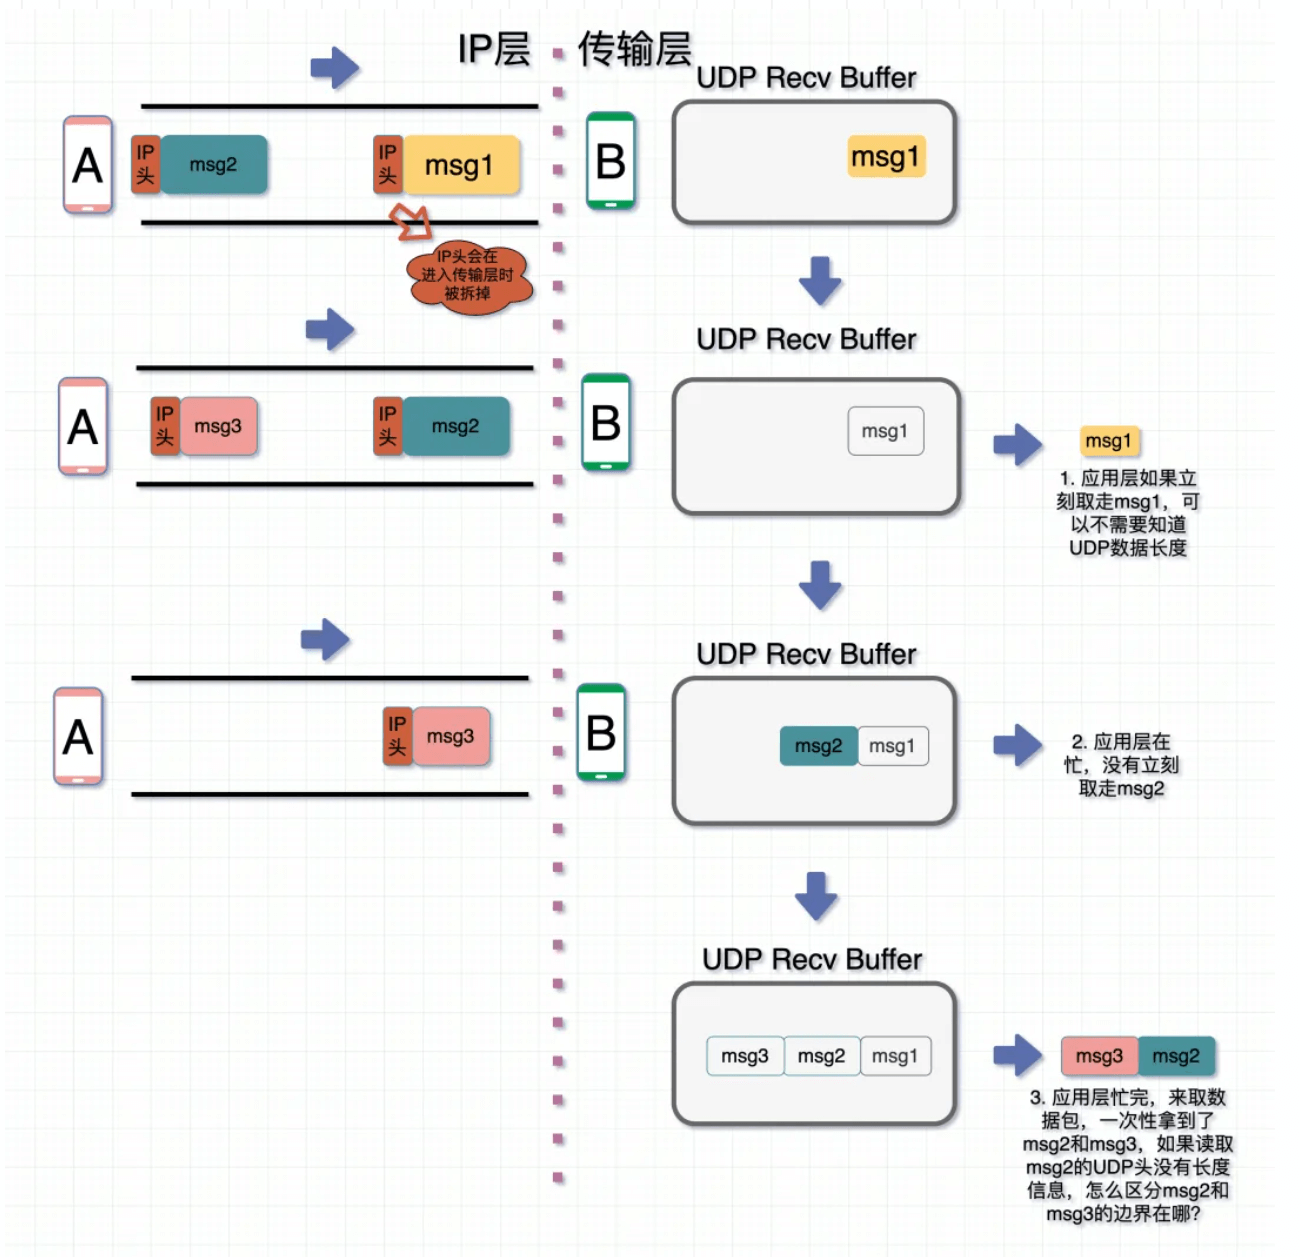 IP层
传输层
UDP Recv Buffer
A
IP
头
msg2
IP
头
msg1
B
msg1
IP头会在
进入传输层时
被拆掉
UDP Recv Buffer
A
IP
头
msg3
IP
头
msg2
B
msg1
msg1
1. 应用层如果立
刻取走msg1，可
以不需要知道
UDP数据长度
UDP Recv Buffer
A
IP
头
msg3
B
msg2
msg1
2. 应用层在
忙，没有立刻
取走msg2
UDP Recv Buffer
msg3
msg2
msg1
msg3
msg2
3. 应用层忙完，来取数
据包，一次性拿到了
msg2和msg3，如果读取
msg2的UDP头没有长度
信息，怎么区分msg2和
msg3的边界在哪？